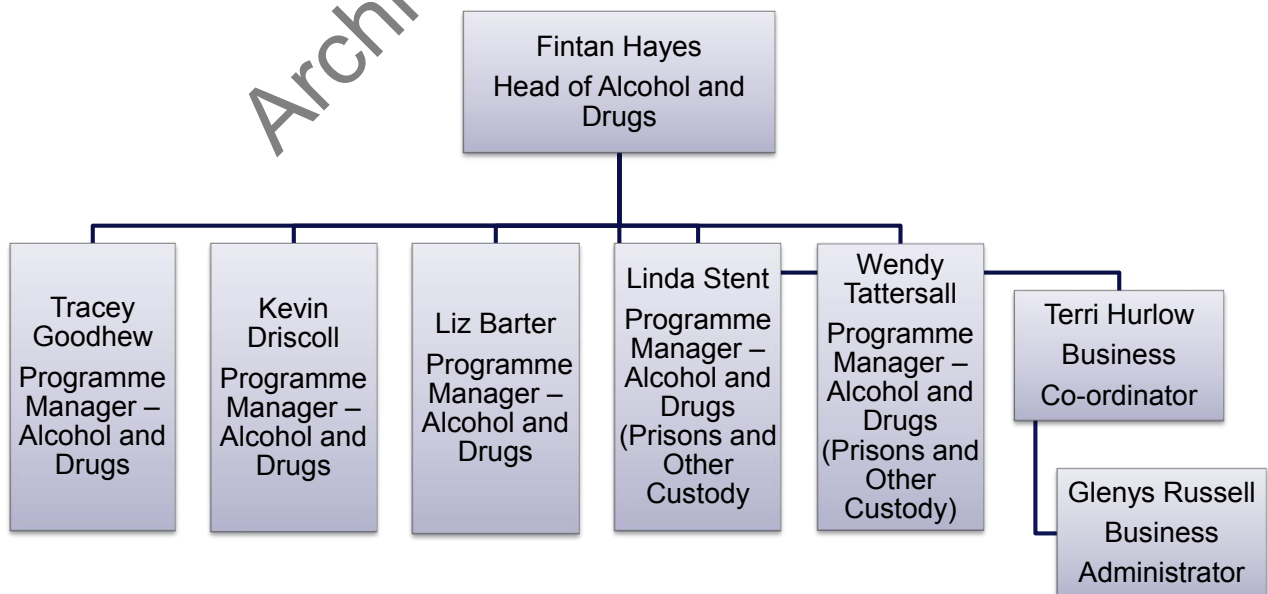 Archi
Fintan Hayes
Head of Alcohol and
Drugs
Tracey
Goodhew
Programme
Manager –
Alcohol and
Drugs
Kevin
Driscoll
Programme
Manager –
Alcohol and
Drugs
Liz Barter
Programme
Manager –
Alcohol and
Drugs
Linda Stent
Programme
Manager –
Alcohol and
Drugs
(Prisons and
Other
Custody
Wendy
Tattersall
Programme
Manager –
Alcohol and
Drugs
(Prisons and
Other
Custody)
Terri Hurlow
Business
Co-ordinator
Glenys Russell
Business
Administrator